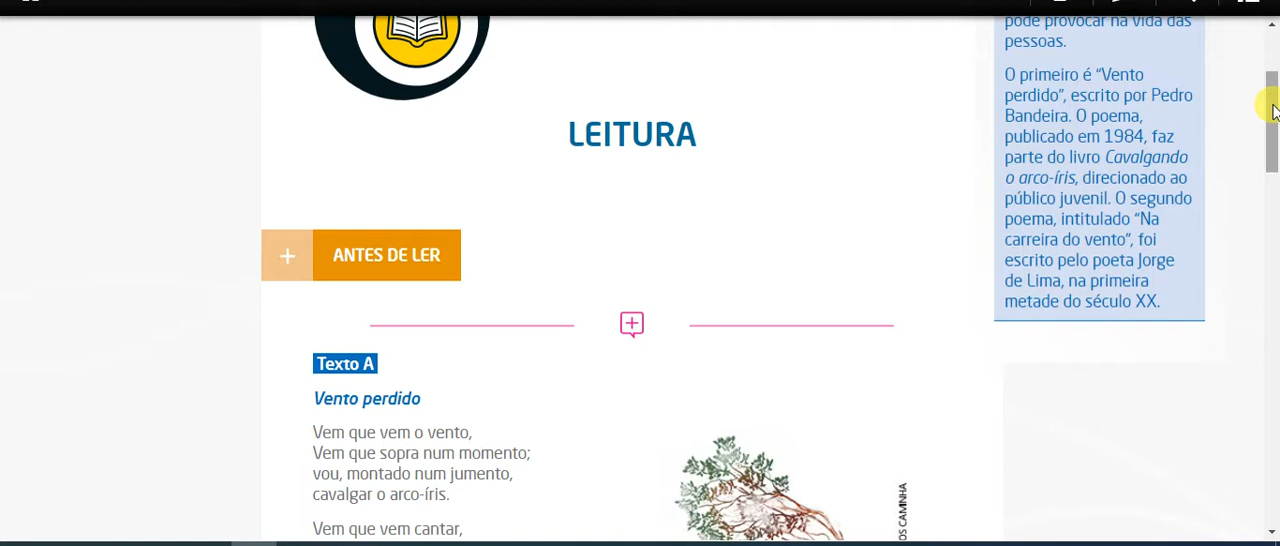 pode provocar na vida das
pessoas.
O primeiro é “Vento
perdido”, escrito por Pedro
Bandeira. O poema,
publicado em 1984, faz
parte do livro Cavalgando
o arco-íris, direcionado ao
público juvenil. O segundo
poema, intitulado “Na
carreira do vento”, foi
escrito pelo poeta Jorge
de Lima, na primeira
metade do século XX.
LEITURA
+ ANTES DE LER
Texto A
Vento perdido
Vem que vem o vento,
Vem que sopra num momento;
vou, montado num jumento,
cavalgar o arco-íris.
Vem que vem cantar,
OS CAMINHA